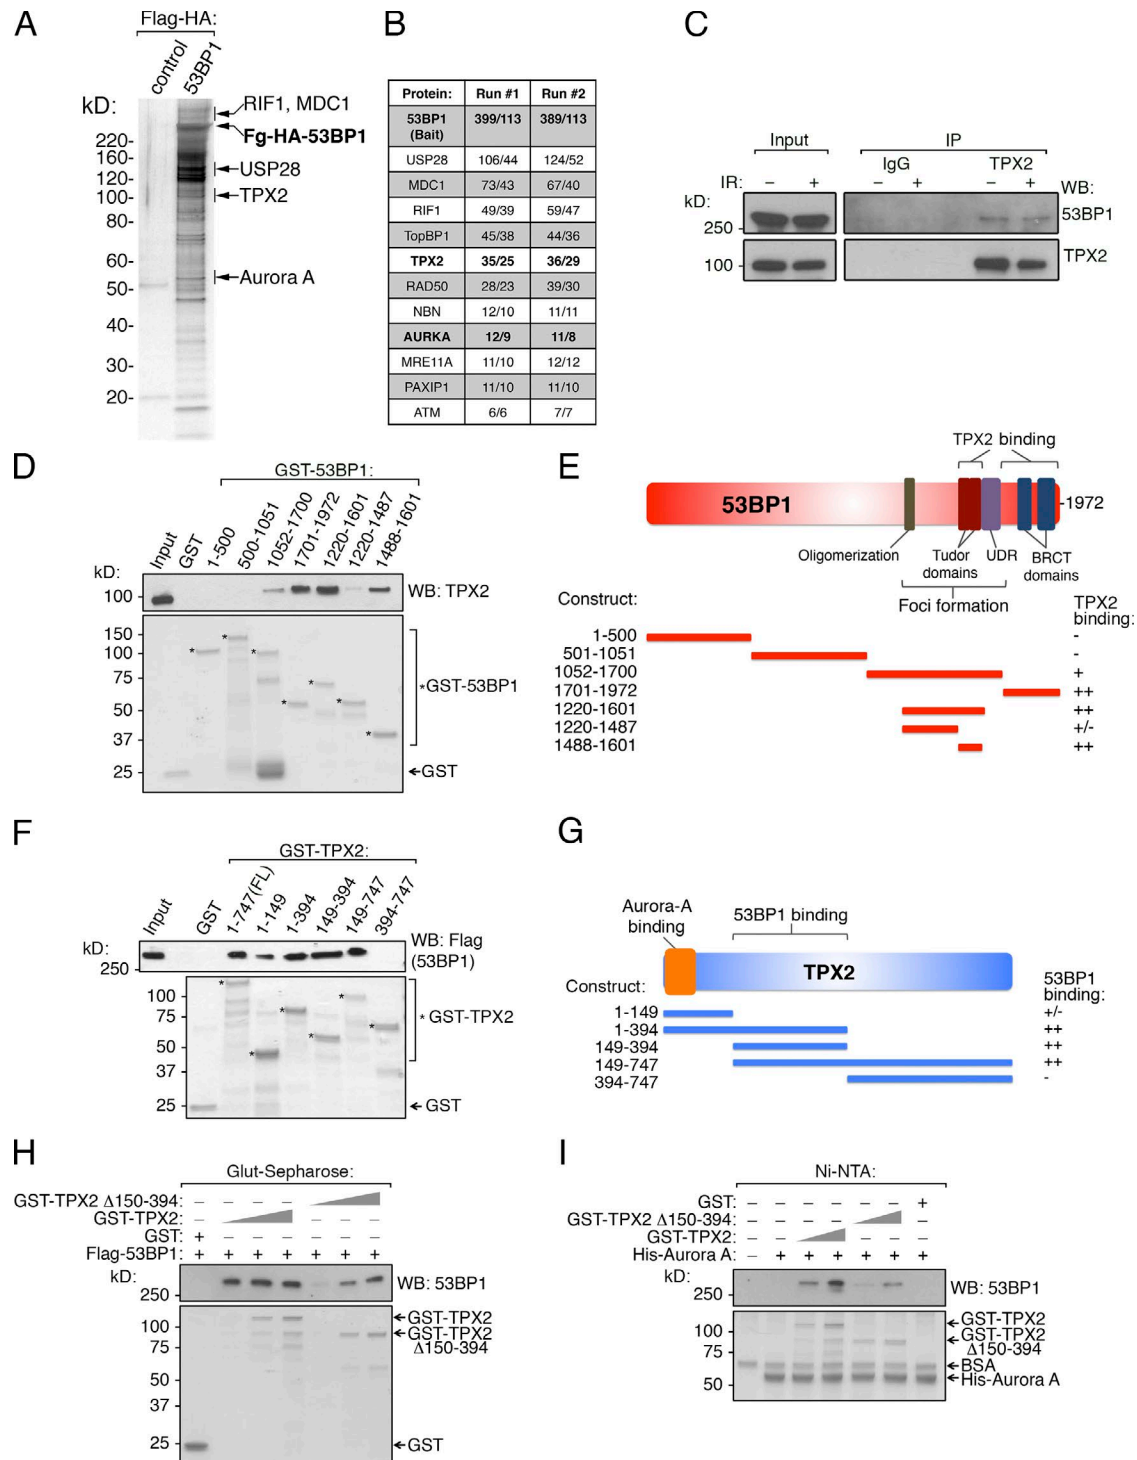 A
Flag-HA:
control
53BP1
kD:
220-
160-
120-
100-
80-
60-
50-
40-
30-
20-
RIF1, MDC1
Fg-HA-53BP1
USP28
TPX2
Aurora A
B
Protein: Run #1 Run #2
53BP1 (Bait) 399/113 389/113
USP28 106/44 124/52
MDC1 73/43 67/40
RIF1 49/39 59/47
TopBP1 45/38 44/36
TPX2 35/25 36/29
RAD50 28/23 39/30
NBN 12/10 11/11
AURKA 12/9 11/8
MRE11A 11/10 12/12
PAXIP1 11/10 11/10
ATM 6/6 7/7
C
Input IP
IgG TPX2
IR: – + – + – + WB:
kD:
250 - 53BP1
100 - TPX2
D
GST-53BP1:
Input
GST
1-500
500-1051
1052-1700
1701-1972
1220-1601
1220-1487
1488-1601
kD:
100 - WB: TPX2
150 -
100 -
75 -
50 -
37 -
25 -
*GST-53BP1
GST
E
TPX2 binding
53BP1 -1972
Oligomerization Tudor domains UDR BRCT domains
Foci formation
Construct: TPX2 binding:
1-500 -
501-1051 -
1052-1700 +
1701-1972 ++
1220-1601 ++
1220-1487 +/-
1488-1601 ++
F
GST-TPX2:
Input
GST
1-747(FL)
1-149
1-394
149-394
149-747
394-747
kD:
250 - WB: Flag (53BP1)
100 -
75 -
50 -
37 -
25 -
* GST-TPX2
GST
G
Aurora-A binding
53BP1 binding
TPX2
Construct: 53BP1 binding:
1-149 +/-
1-394 ++
149-394 ++
149-747 ++
394-747 -
H
Glut-Sepharose:
GST-TPX2 Δ150-394: – – – –
GST-TPX2: – – – –
GST: + – – – – – –
Flag-53BP1: + + + + + + +
kD:
250 - WB: 53BP1
100 -
75 -
50 -
37 -
25 -
GST-TPX2
GST-TPX2 Δ150-394
GST
I
Ni-NTA:
GST: – – – – – – +
GST-TPX2 Δ150-394: – – – – –
GST-TPX2: – – – – –
His-Aurora A: – + + + + + +
kD:
250 - WB: 53BP1
100 -
75 -
50 -
GST-TPX2
GST-TPX2 Δ150-394
BSA
His-Aurora A